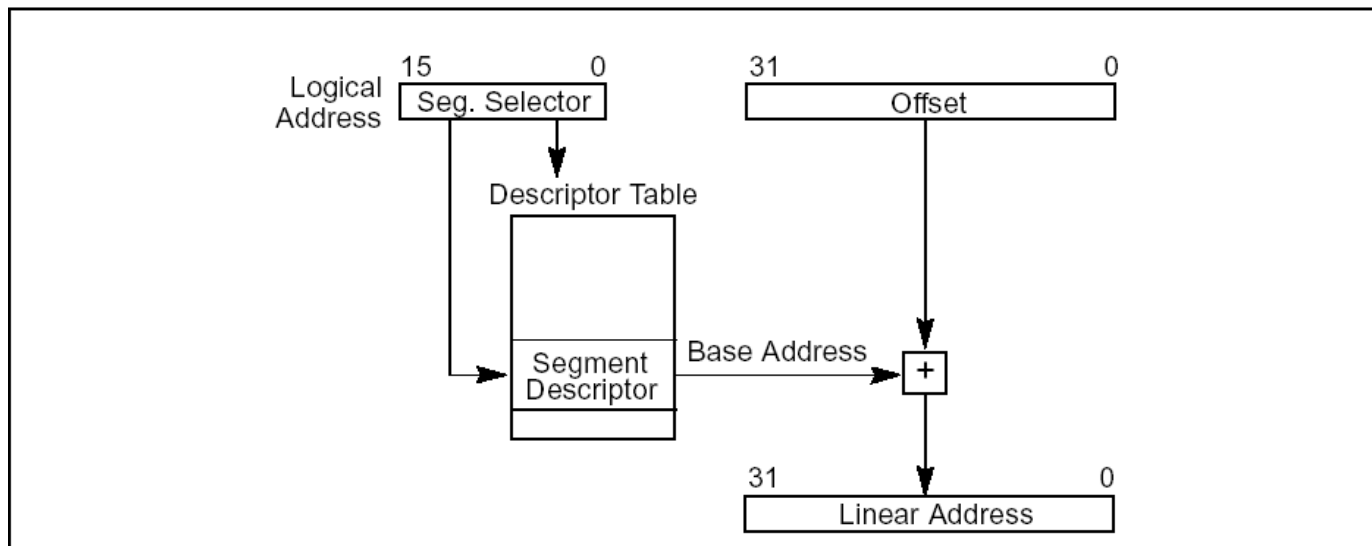 15 0
Logical
Address
Seg. Selector
31 0
Offset
Descriptor Table
Segment
Descriptor
Base Address
+
31 0
Linear Address